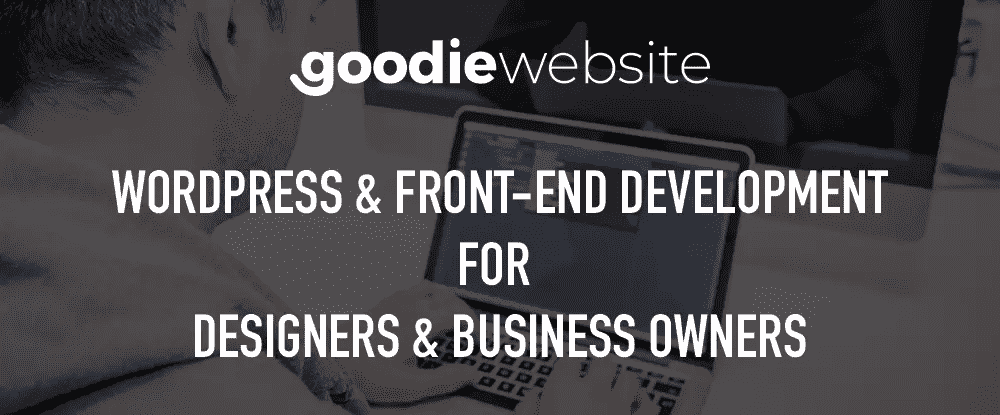 .goodiewebsite
WORDPRESS & FRONT-END DEVELOPMENT
FOR
DESIGNERS & BUSINESS OWNERS